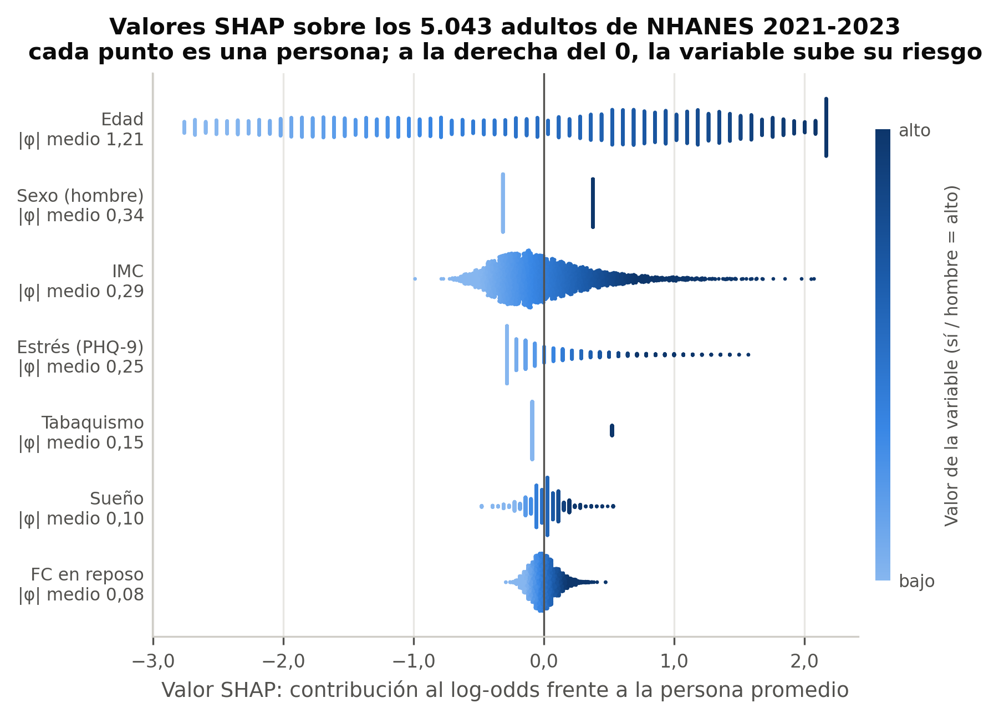 Valores SHAP sobre los 5.043 adultos de NHANES 2021-2023
cada punto es una persona; a la derecha del 0, la variable sube su riesgo
Edad
|φ| medio 1,21
Sexo (hombre)
|φ| medio 0,34
IMC
|φ| medio 0,29
Estrés (PHQ-9)
|φ| medio 0,25
Tabaquismo
|φ| medio 0,15
Sueño
|φ| medio 0,10
FC en reposo
|φ| medio 0,08
−3,0 −2,0 −1,0 0,0 1,0 2,0
Valor SHAP: contribución al log-odds frente a la persona promedio
alto
Valor de la variable (sí / hombre = alto)
bajo